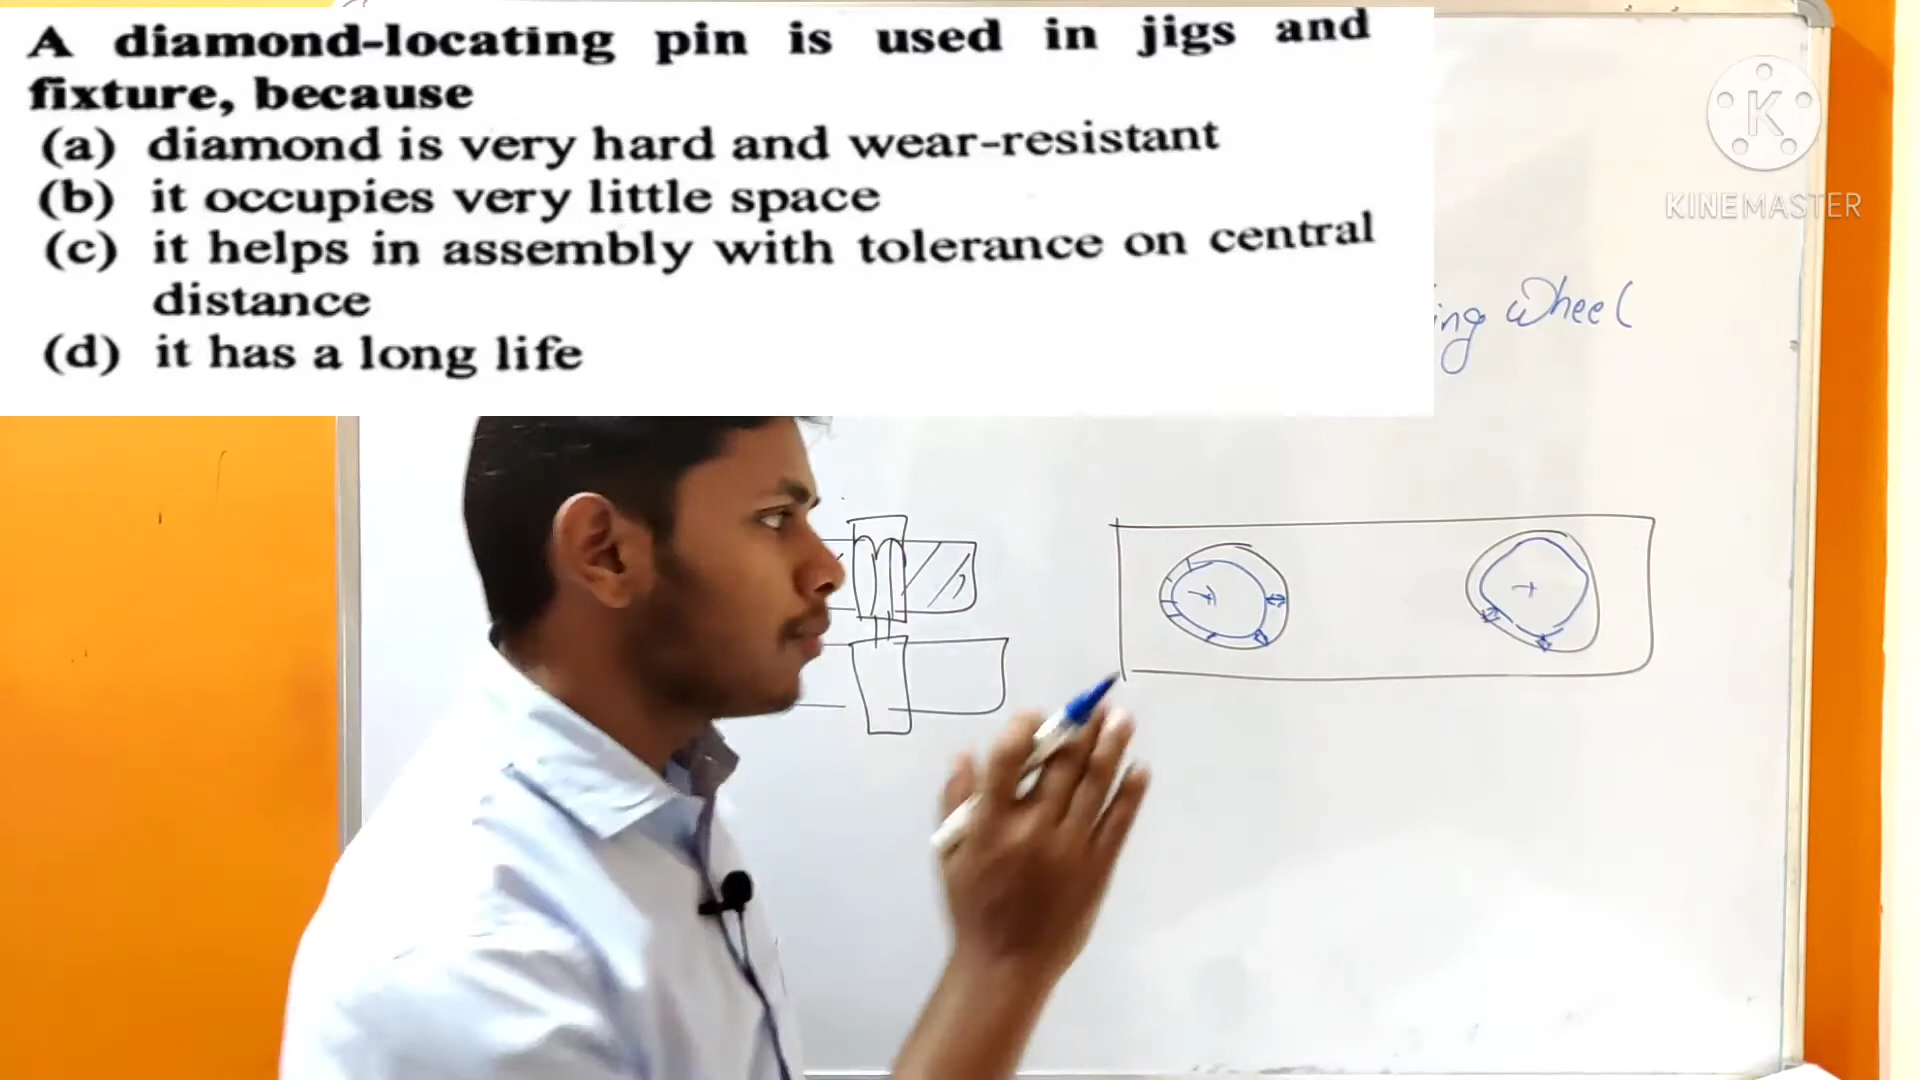 A diamond-locating pin is used in jigs and
fixture, because
(a) diamond is very hard and wear-resistant
(b) it occupies very little space
(c) it helps in assembly with tolerance on central
distance
(d) it has a long life
K
KINEMASTER
ing wheel